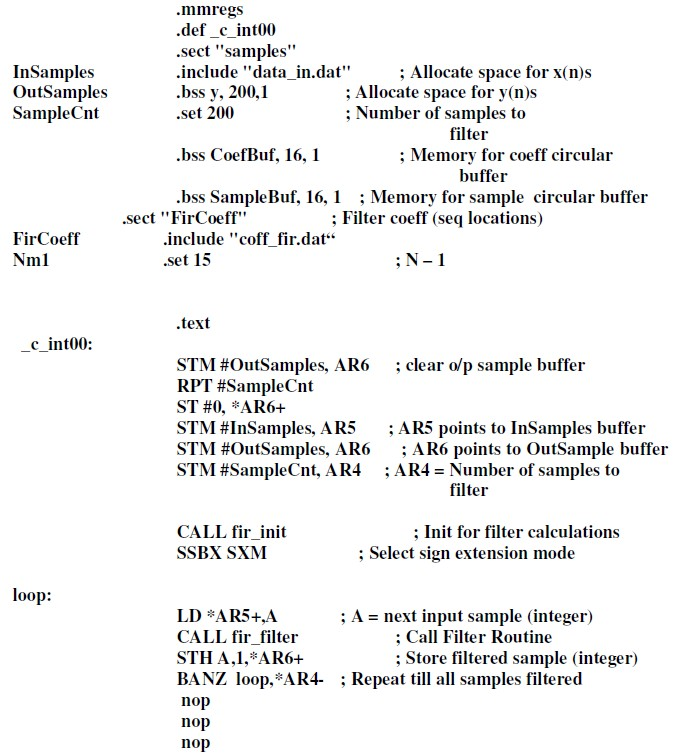 .mmregs
.def _c_int00
.sect "samples"
InSamples .include "data_in.dat" ; Allocate space for x(n)s
OutSamples .bss y, 200,1 ; Allocate space for y(n)s
SampleCnt .set 200 ; Number of samples to
filter
.bss CoefBuf, 16, 1 ; Memory for coeff circular
buffer
.bss SampleBuf, 16, 1 ; Memory for sample circular buffer
.sect "FirCoeff" ; Filter coeff (seq locations)
FirCoeff .include "coff_fir.dat“
Nm1 .set 15 ; N – 1
.text
_c_int00:
STM #OutSamples, AR6 ; clear o/p sample buffer
RPT #SampleCnt
ST #0, *AR6+
STM #InSamples, AR5 ; AR5 points to InSamples buffer
STM #OutSamples, AR6 ; AR6 points to OutSample buffer
STM #SampleCnt, AR4 ; AR4 = Number of samples to
filter
CALL fir_init ; Init for filter calculations
SSBX SXM ; Select sign extension mode
loop:
LD *AR5+,A ; A = next input sample (integer)
CALL fir_filter ; Call Filter Routine
STH A,1,*AR6+ ; Store filtered sample (integer)
BANZ loop,*AR4- ; Repeat till all samples filtered
nop
nop
nop